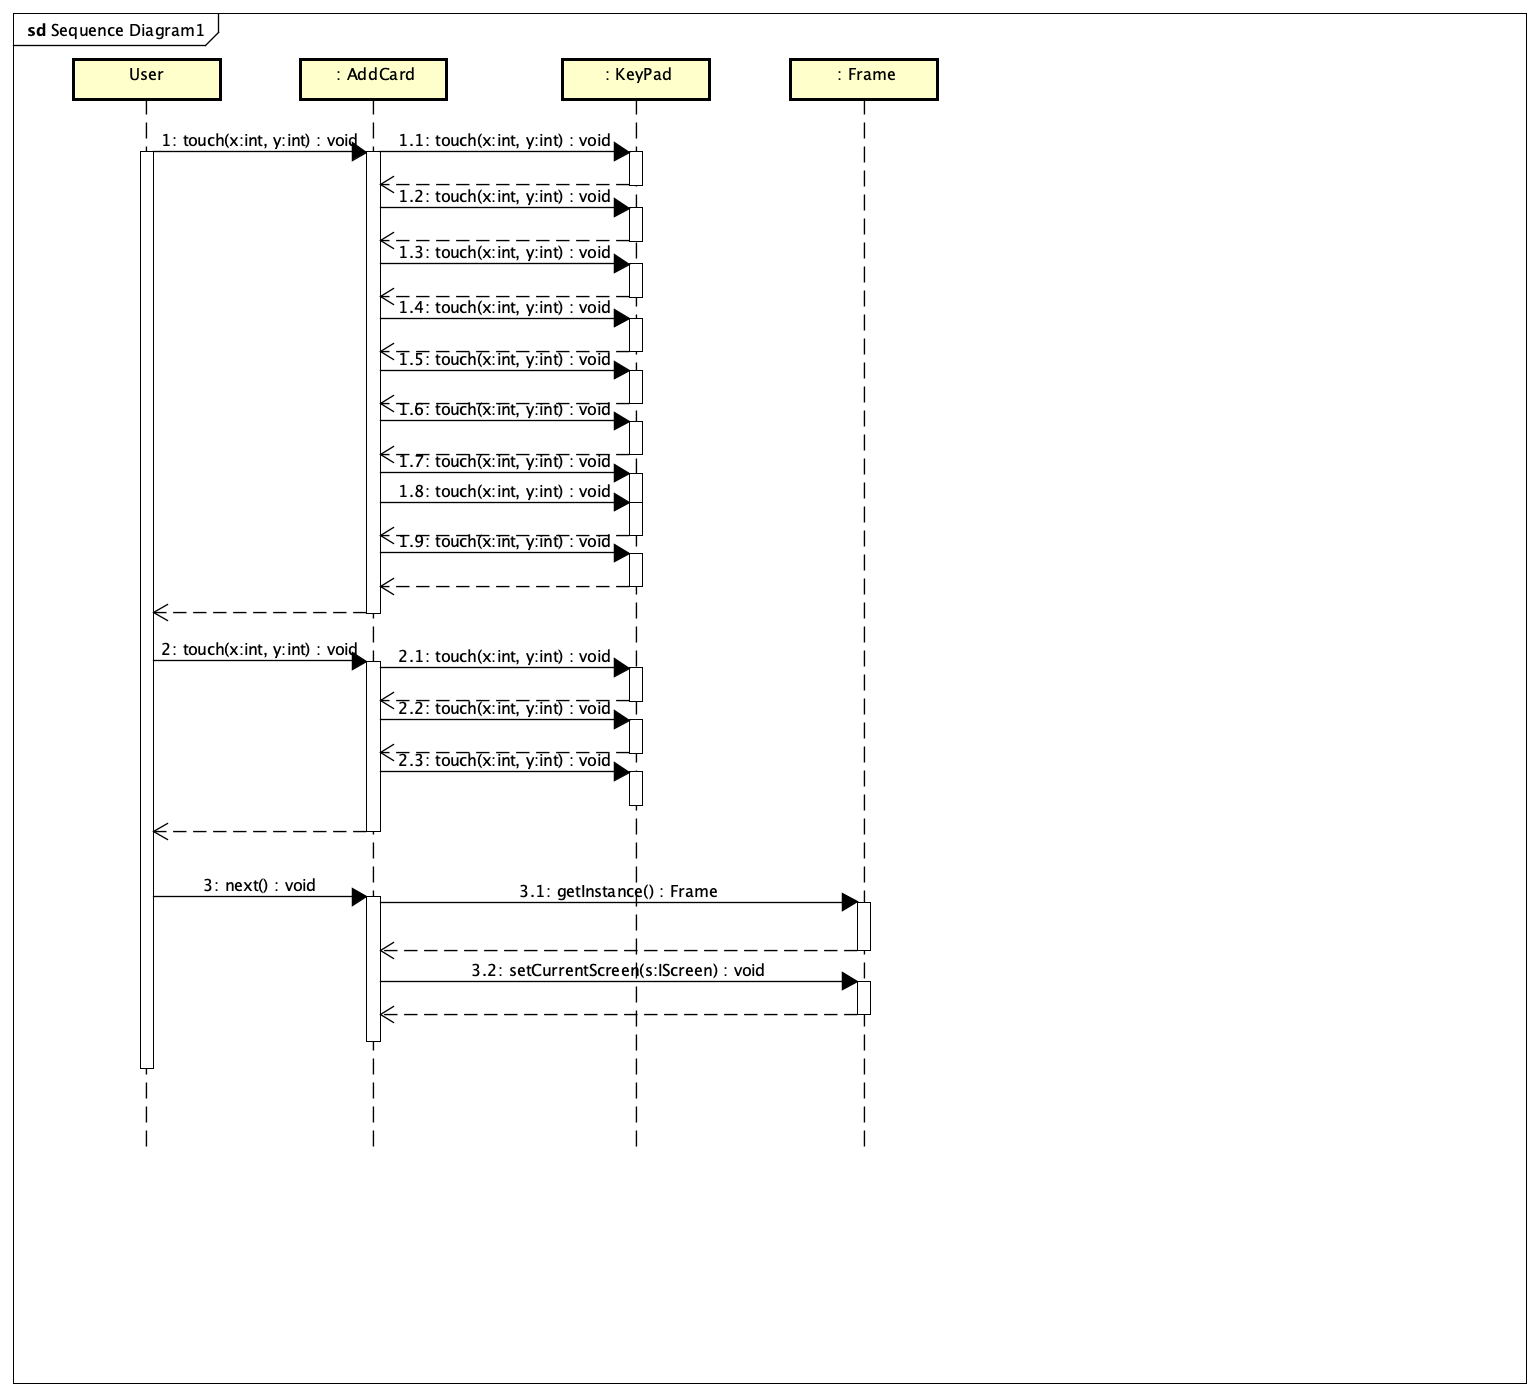 sd Sequence Diagram1
User
: AddCard
: KeyPad
: Frame
1: touch(x:int, y:int) : void
1.1: touch(x:int, y:int) : void
1.2: touch(x:int, y:int) : void
1.3: touch(x:int, y:int) : void
1.4: touch(x:int, y:int) : void
1.5: touch(x:int, y:int) : void
1.6: touch(x:int, y:int) : void
1.7: touch(x:int, y:int) : void
1.8: touch(x:int, y:int) : void
1.9: touch(x:int, y:int) : void
2: touch(x:int, y:int) : void
2.1: touch(x:int, y:int) : void
2.2: touch(x:int, y:int) : void
2.3: touch(x:int, y:int) : void
3: next() : void
3.1: getInstance() : Frame
3.2: setCurrentScreen(s:IScreen) : void